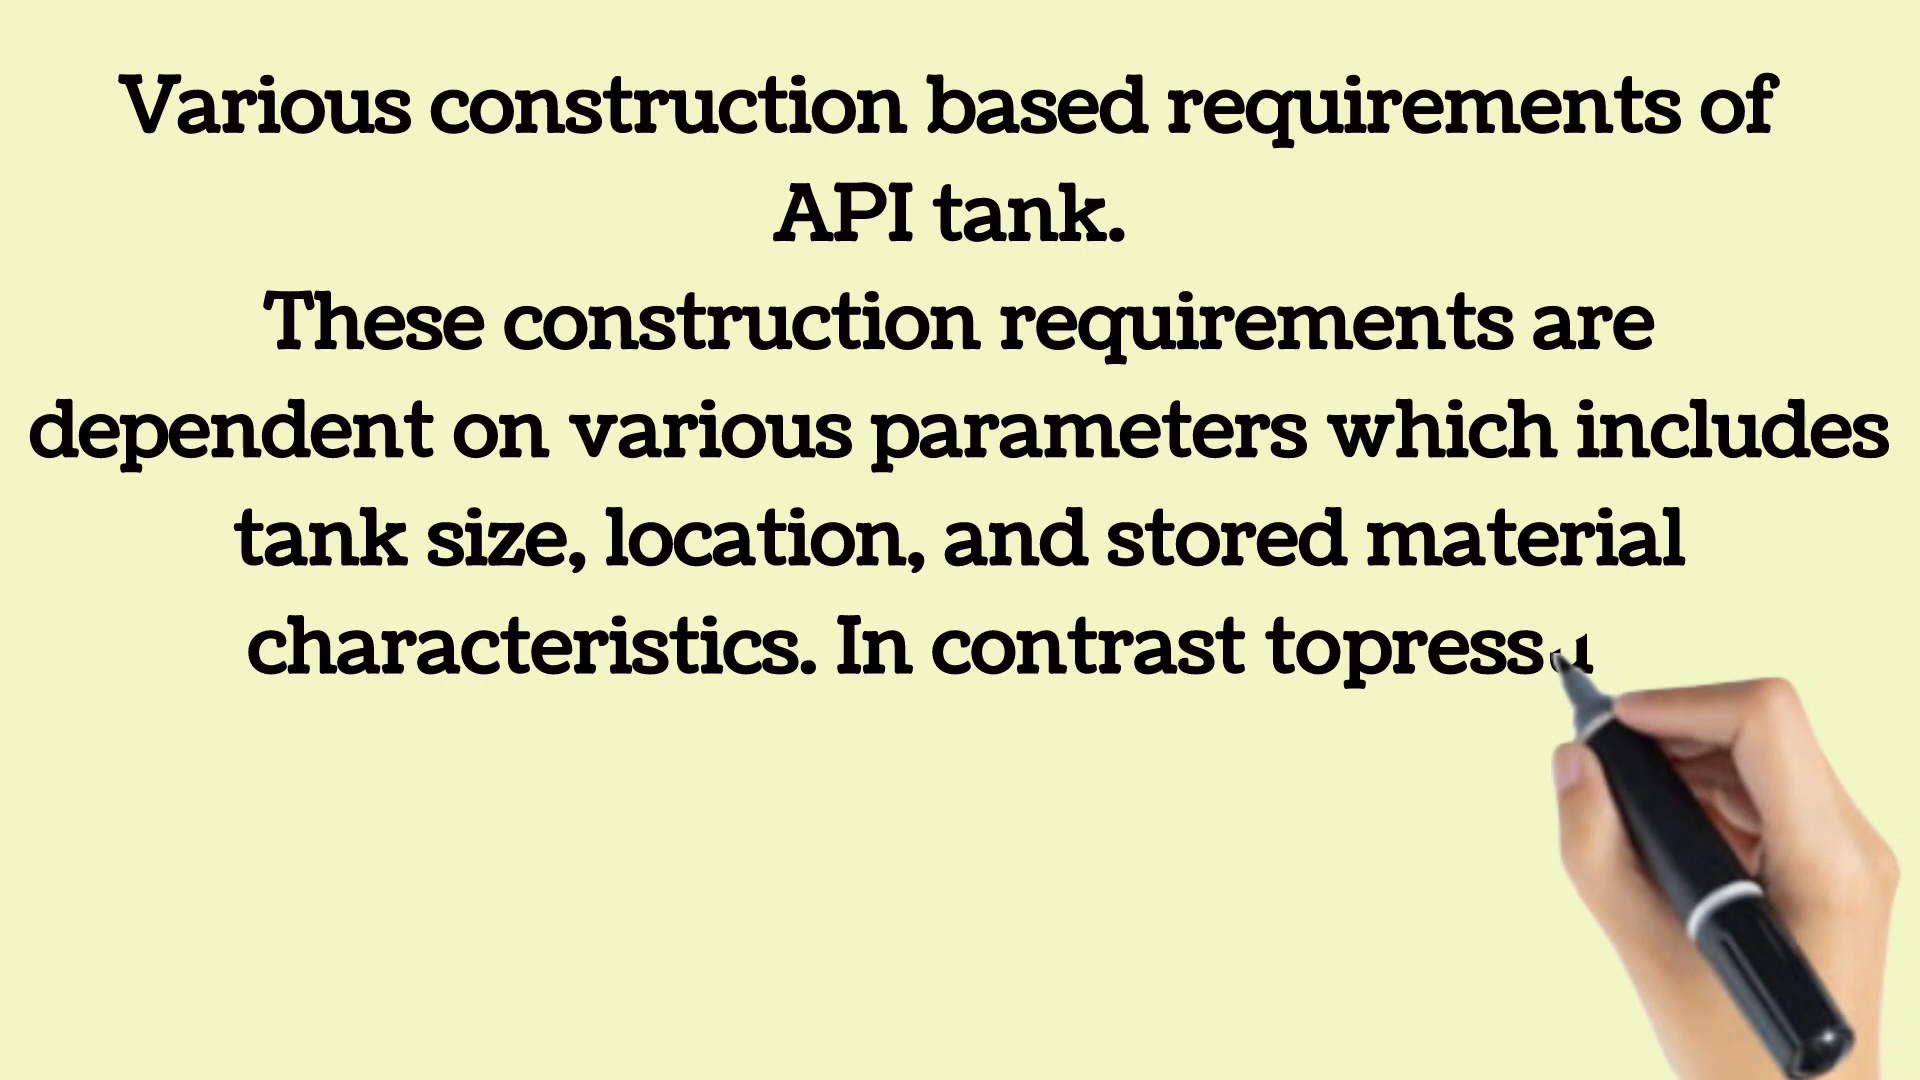 Various construction based requirements of
API tank.
These construction requirements are
dependent on various parameters which includes
tank size, location, and stored material
characteristics. In contrast topressu